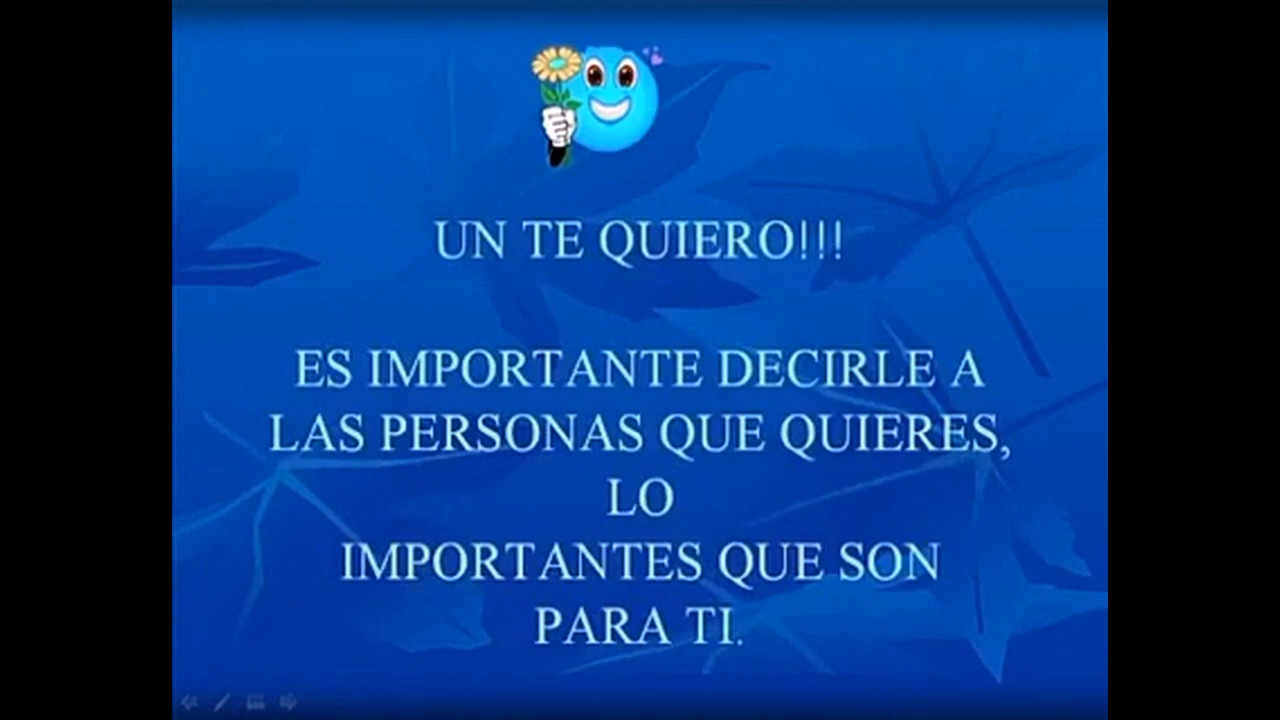 UN TE QUIERO!!!
ES IMPORTANTE DECIRLE A
LAS PERSONAS QUE QUIERES,
LO
IMPORTANTES QUE SON
PARA TI.